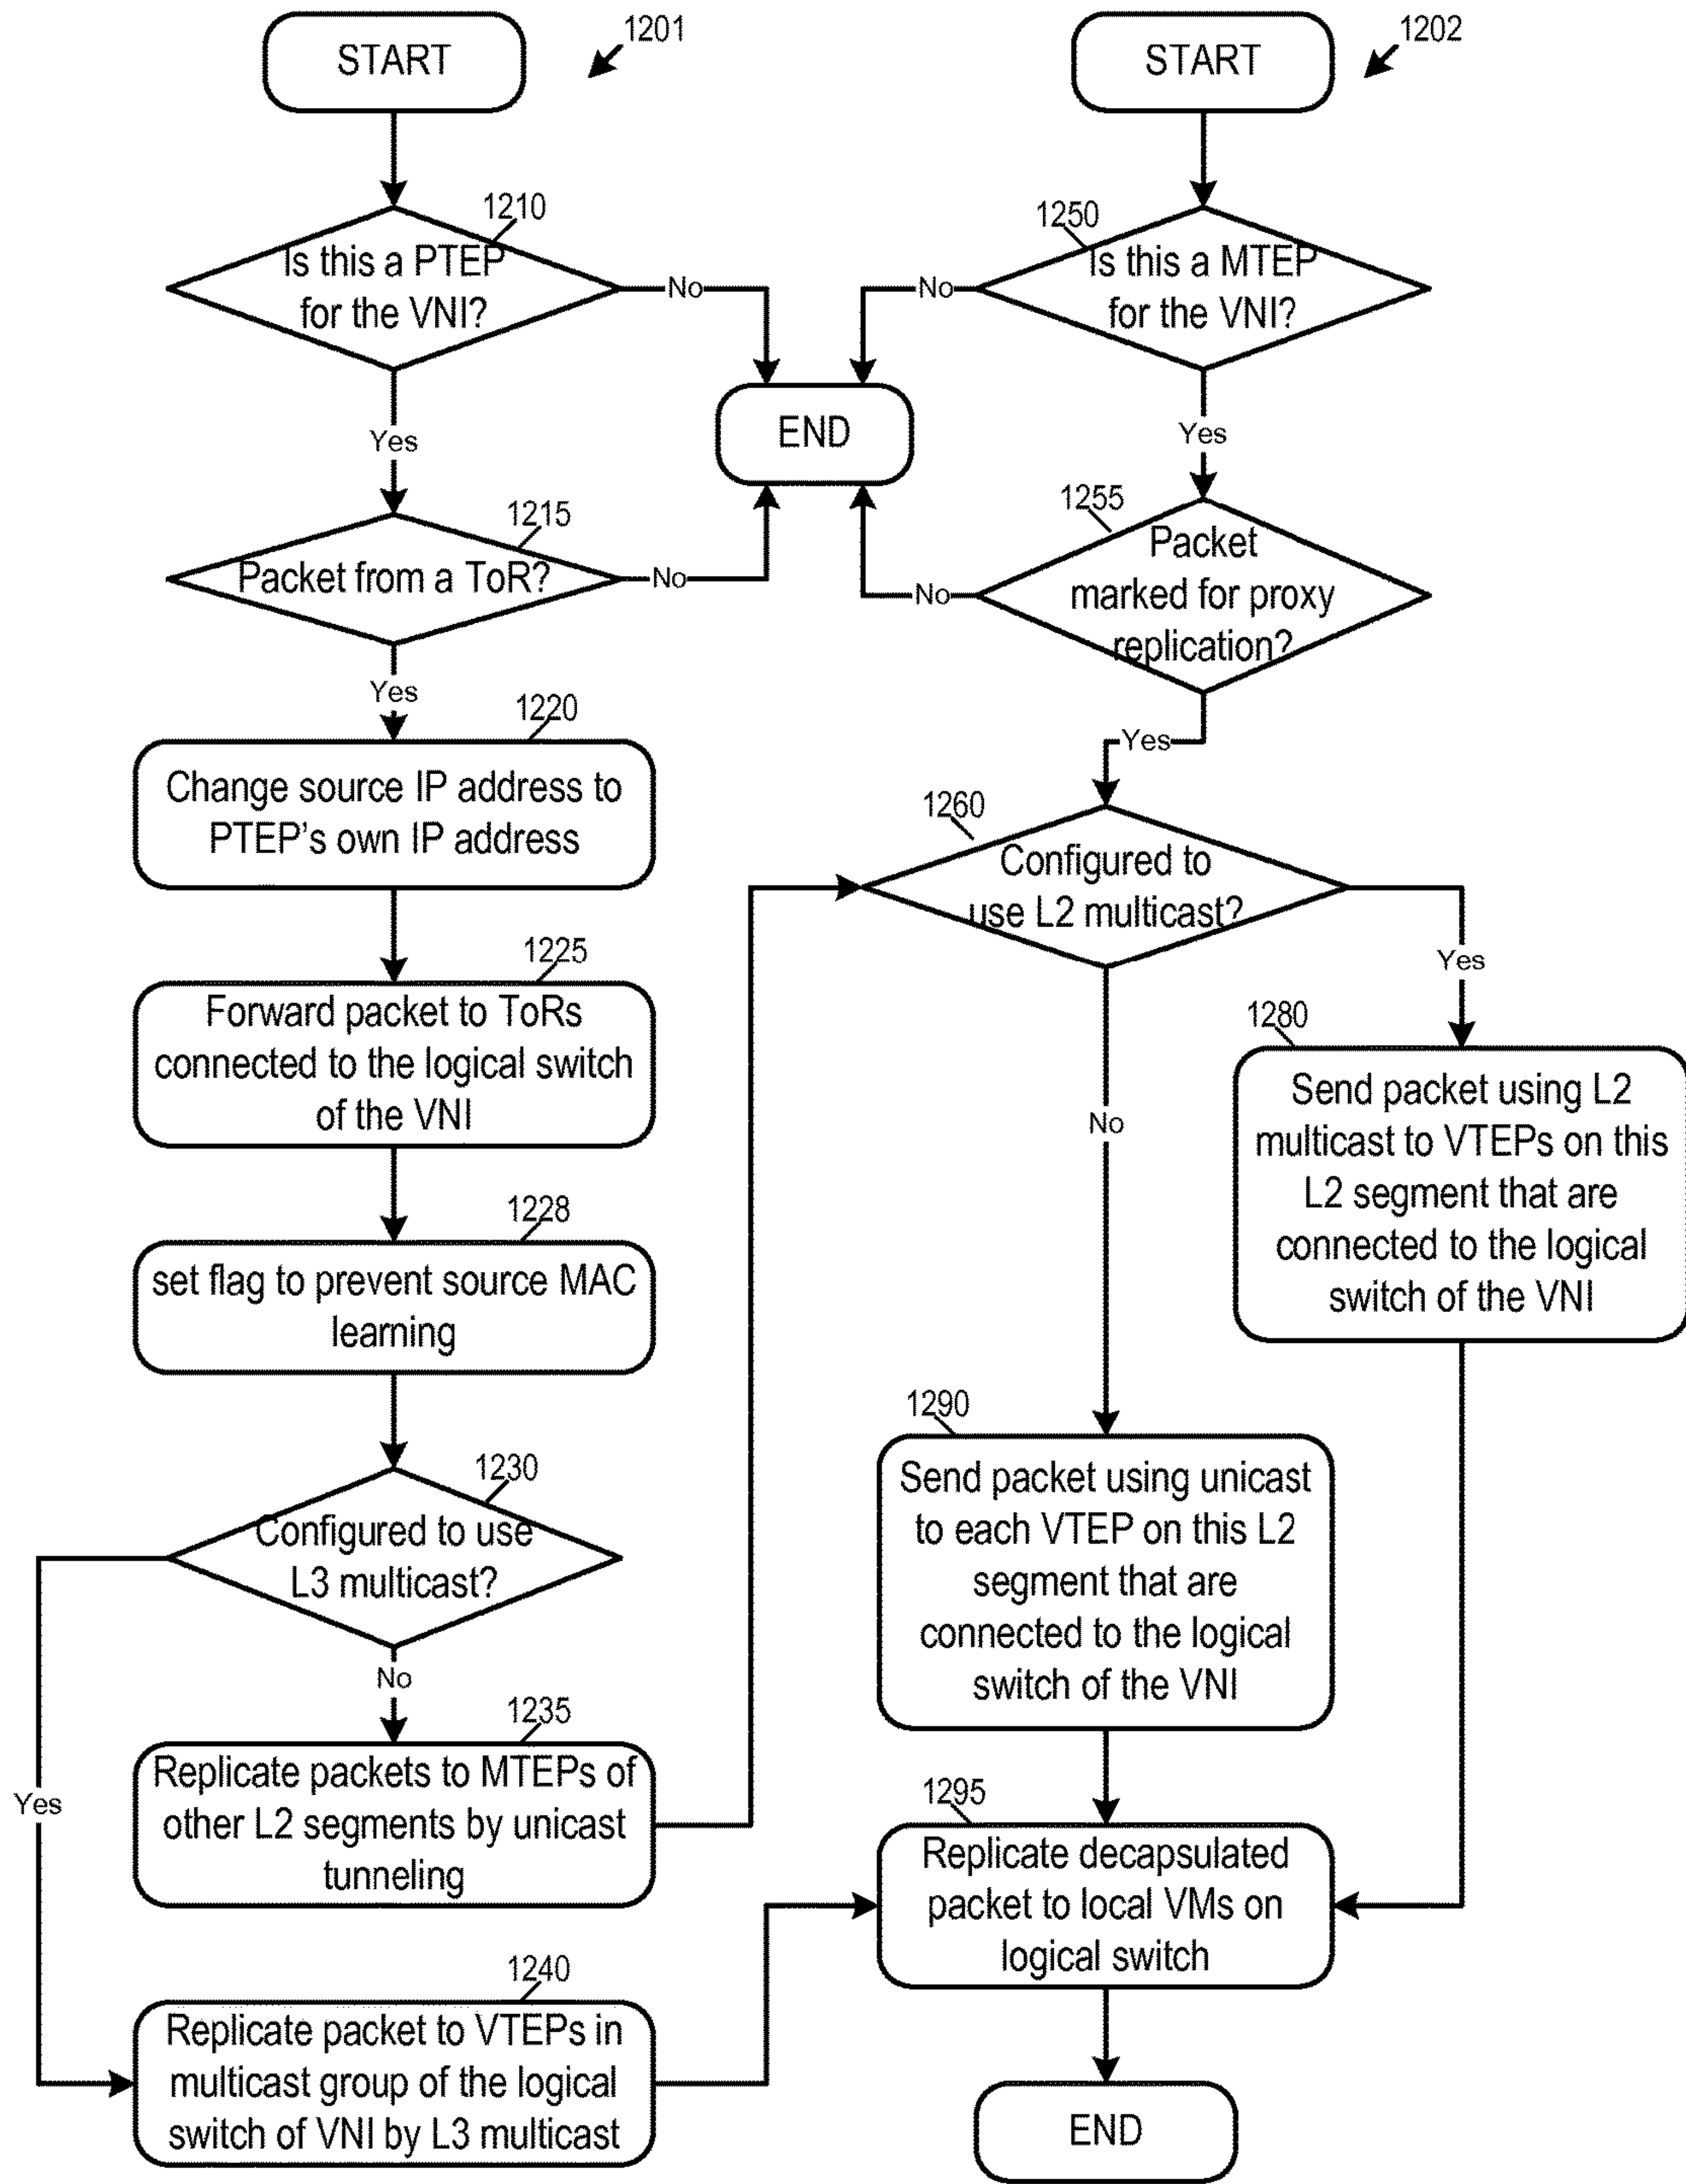 START
1201
1210
Is this a PTEP
for the VNI?
No
Yes
1215
Packet from a ToR?
No
Yes
1220
Change source IP address to
PTEP's own IP address
1225
Forward packet to ToRs
connected to the logical switch
of the VNI
1228
set flag to prevent source MAC
learning
1230
Configured to use
L3 multicast?
No
Yes
1235
Replicate packets to MTEPs of
other L2 segments by unicast
tunneling
1240
Replicate packet to VTEPs in
multicast group of the logical
switch of VNI by L3 multicast
END
START
1202
1250
Is this a MTEP
for the VNI?
No
Yes
1255
Packet
marked for proxy
replication?
No
Yes
1260
Configured to
use L2 multicast?
Yes
No
1280
Send packet using L2
multicast to VTEPs on this
L2 segment that are
connected to the logical
switch of the VNI
1290
Send packet using unicast
to each VTEP on this L2
segment that are
connected to the logical
switch of the VNI
1295
Replicate decapsulated
packet to local VMs on
logical switch
END